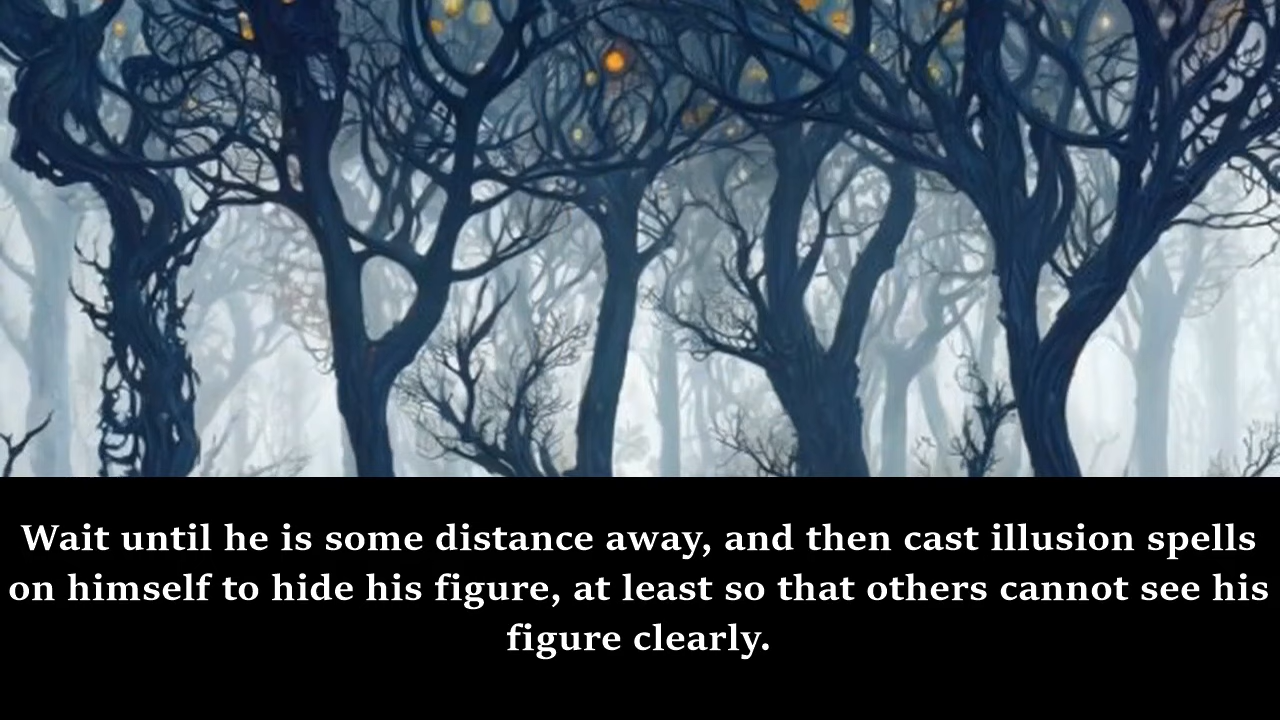 Wait until he is some distance away, and then cast illusion spells
on himself to hide his figure, at least so that others cannot see his
figure clearly.